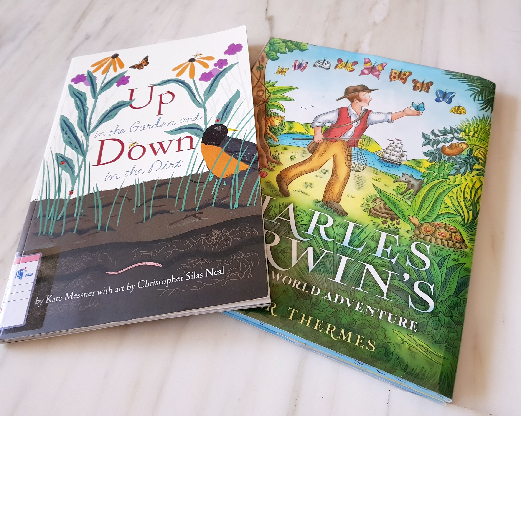 Up
in the Garden and
Down
in the Dirt
by Kate Messner with art by Christopher Silas Neal
ARLES
RWIN'S
WORLD ADVENTURE
R. THERMES